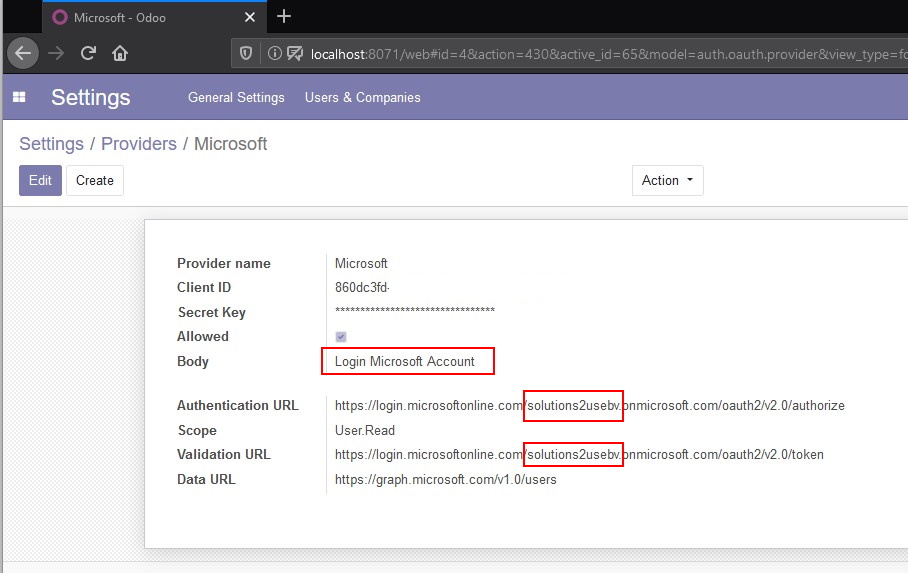 Microsoft - Odoo
localhost:8071/web#id=4&action=430&active_id=65&model=auth.oauth.provider&view_type=fo
Settings General Settings Users & Companies
Settings / Providers / Microsoft
Edit Create Action
Provider name Microsoft
Client ID 860dc3fd-
Secret Key ********************************
Allowed
Body Login Microsoft Account
Authentication URL https://login.microsoftonline.com/solutions2usebv.onmicrosoft.com/oauth2/v2.0/authorize
Scope User.Read
Validation URL https://login.microsoftonline.com/solutions2usebv.onmicrosoft.com/oauth2/v2.0/token
Data URL https://graph.microsoft.com/v1.0/users